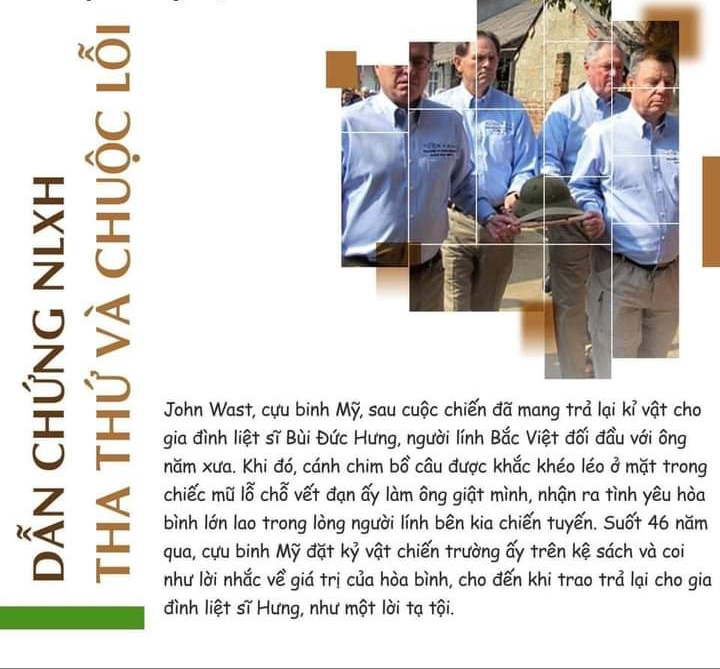 DẪN CHỨNG NLXH
THA THỨ VÀ CHUỘC LỖI
John Wast, cựu binh Mỹ, sau cuộc chiến đã mang trả lại kỉ vật cho
gia đình liệt sĩ Bùi Đức Hưng, người lính Bắc Việt đối đầu với ông
năm xưa. Khi đó, cánh chim bồ câu được khắc khéo léo ở mặt trong
chiếc mũ lỗ chỗ vết đạn ấy làm ông giật mình, nhận ra tình yêu hòa
bình lớn lao trong lòng người lính bên kia chiến tuyến. Suốt 46 năm
qua, cựu binh Mỹ đặt kỷ vật chiến trường ấy trên kệ sách và coi
như lời nhắc về giá trị của hòa bình, cho đến khi trao trả lại cho gia
đình liệt sĩ Hưng, như một lời tạ tội.